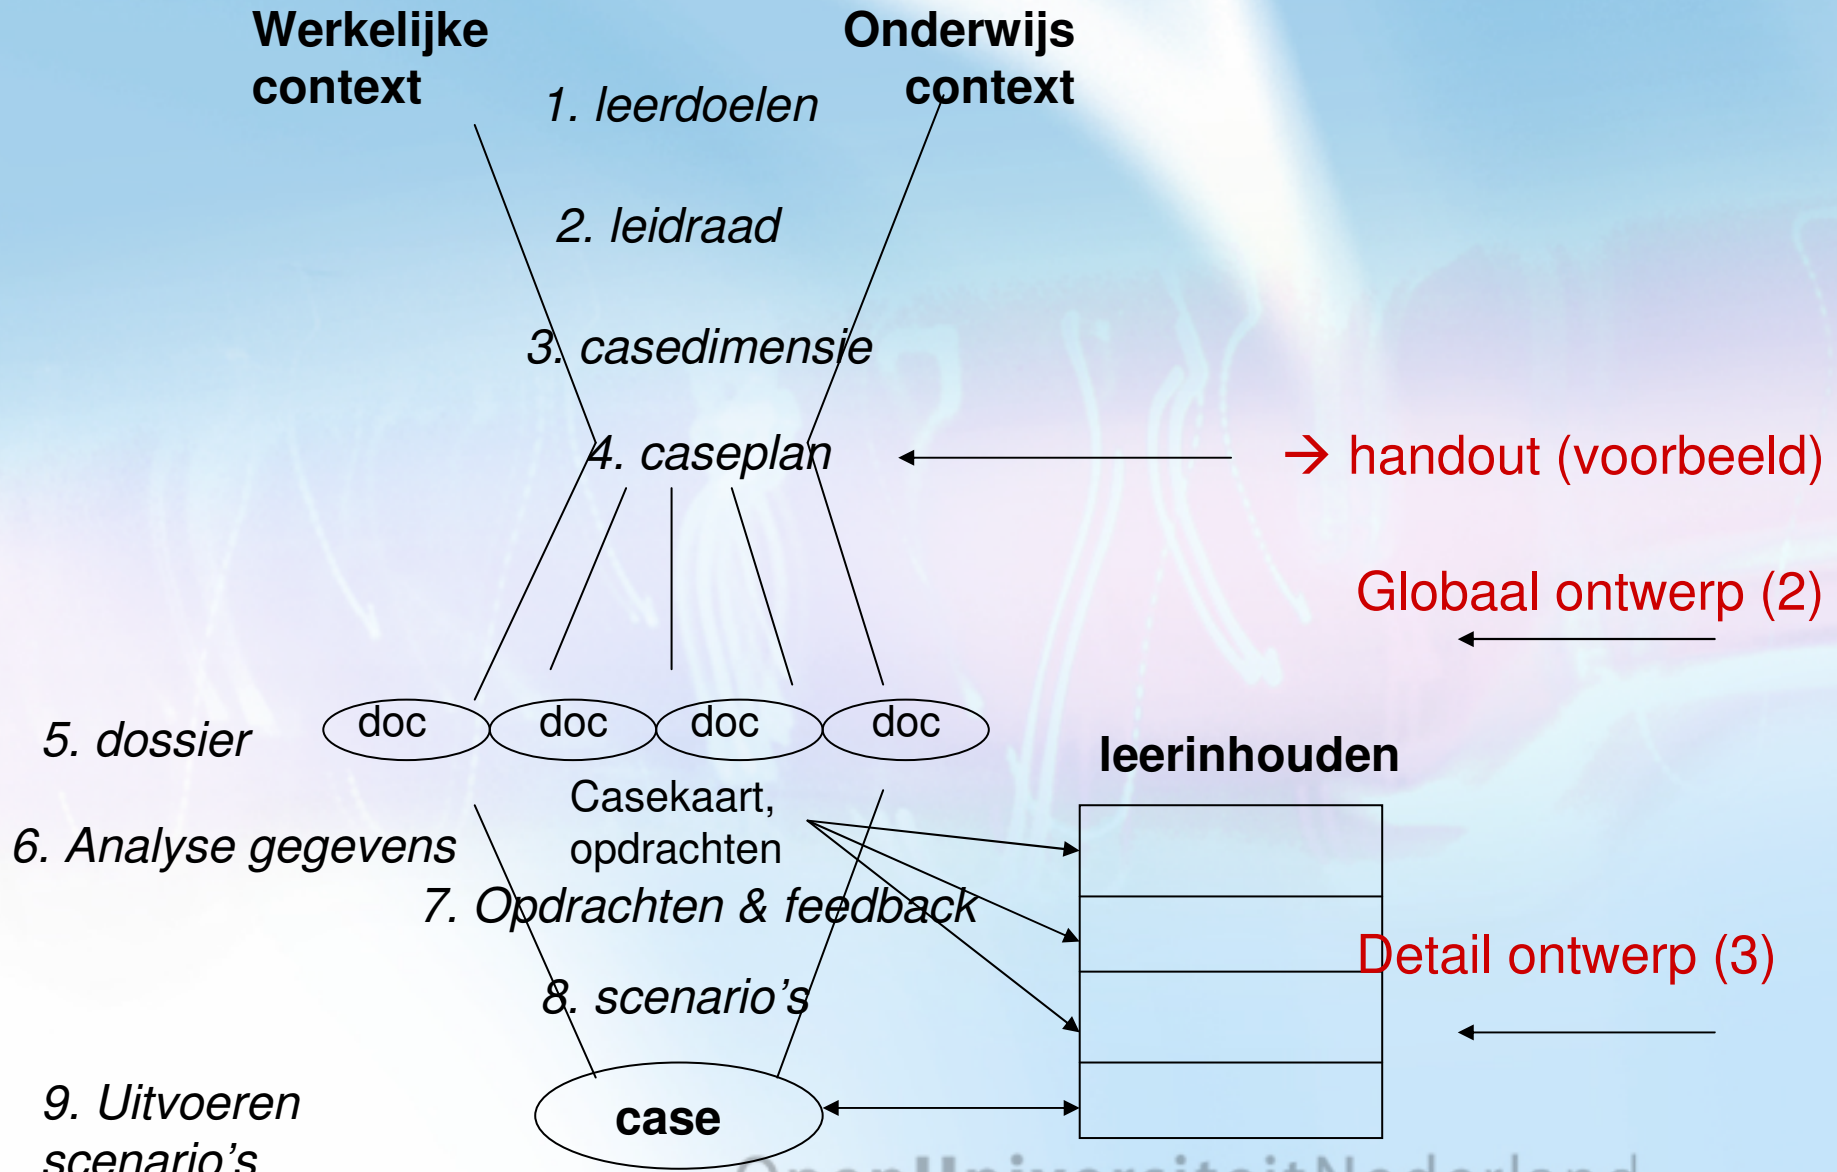 Werkelijke
context
Onderwijs
context
1. leerdoelen
2. leidraad
3. casedimensie
4. caseplan
→ handout (voorbeeld)
Globaal ontwerp (2)
5. dossier
doc
doc
doc
doc
leerinhouden
Casekaart,
opdrachten
6. Analyse gegevens
7. Opdrachten & feedback
Detail ontwerp (3)
8. scenario's
case
9. Uitvoeren
scenario's
OpenUniversiteitNederland